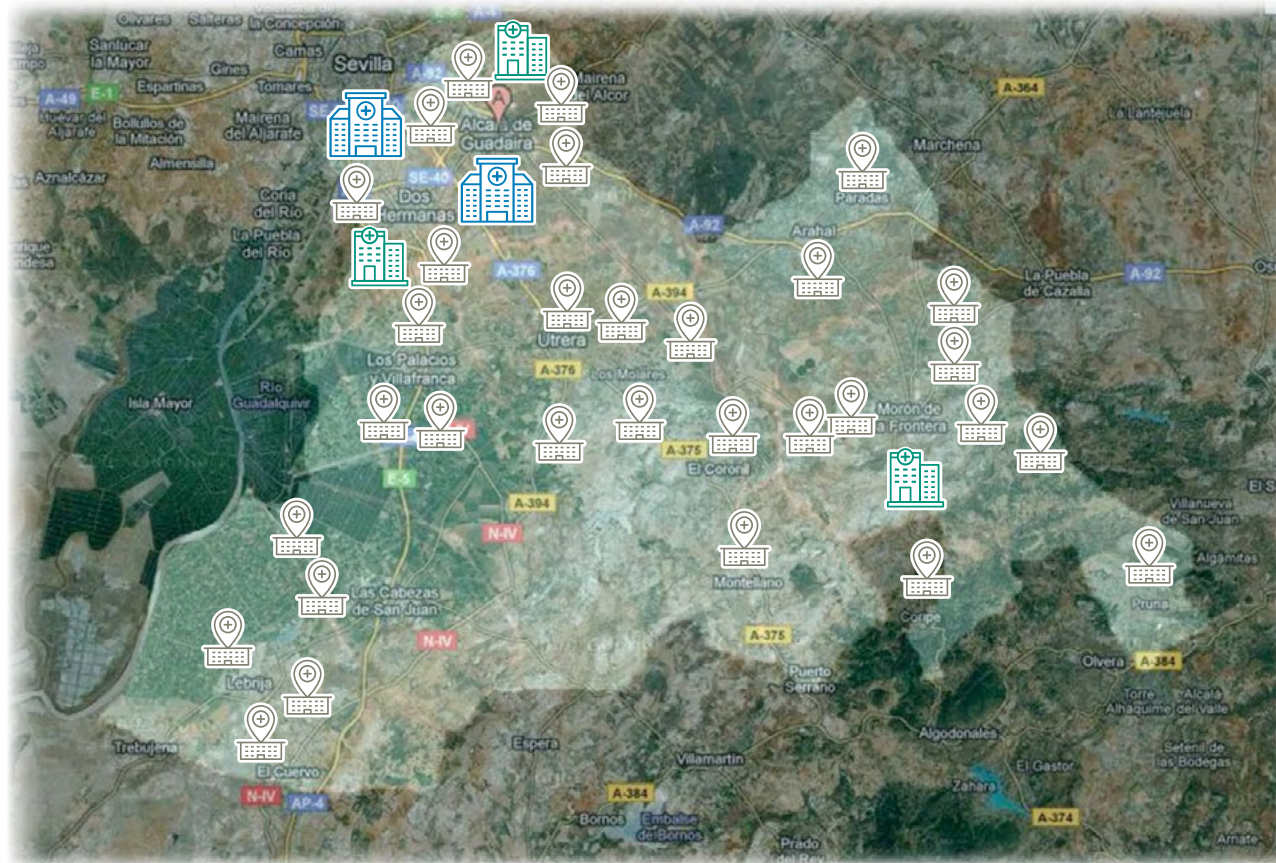 Olivares
Salteras
la Concepción
Sanlúcar
la Mayor
Camas
Sevilla
Gines
Espartinas
Tomares
A-92
Mairena
del Alcor
A-364
A-49
E-1
Huévar del
Aljarafe
Bollullos de
la Mitación
Mairena
del Aljarafe
A
Alcalá de
Guadaira
La Lantejuela
Marchena
Almensilla
Aznalcázar
SE-40
Coria
del Río
Dos
Hermanas
Paradas
La Puebla
del Río
A-92
Arahal
A-376
La Puebla
de Cazalla
A-92
A-394
Utrera
Los Palacios
y Villafranca
A-376
Los Molares
Isla Mayor
Río
Guadalquivir
Morón de
la Frontera
A-375
El Coronil
E-5
A-394
N-IV
Villanueva
de San Juan
Algámitas
Montellano
Las Cabezas
de San Juan
Pruna
Coripe
N-IV
A-375
Olvera
A-384
Puerto
Serrano
Lebrija
Torre
Alháquime
Alcalá
del Valle
Trebujena
Espera
Algodonales
Setenil de
las Bodegas
Villamartín
El Gastor
El Cuervo
Zahara
N-IV
AP-4
A-384
Bornos
Embalse
de Bornos
A-374
Prado
del Rey
Arriate